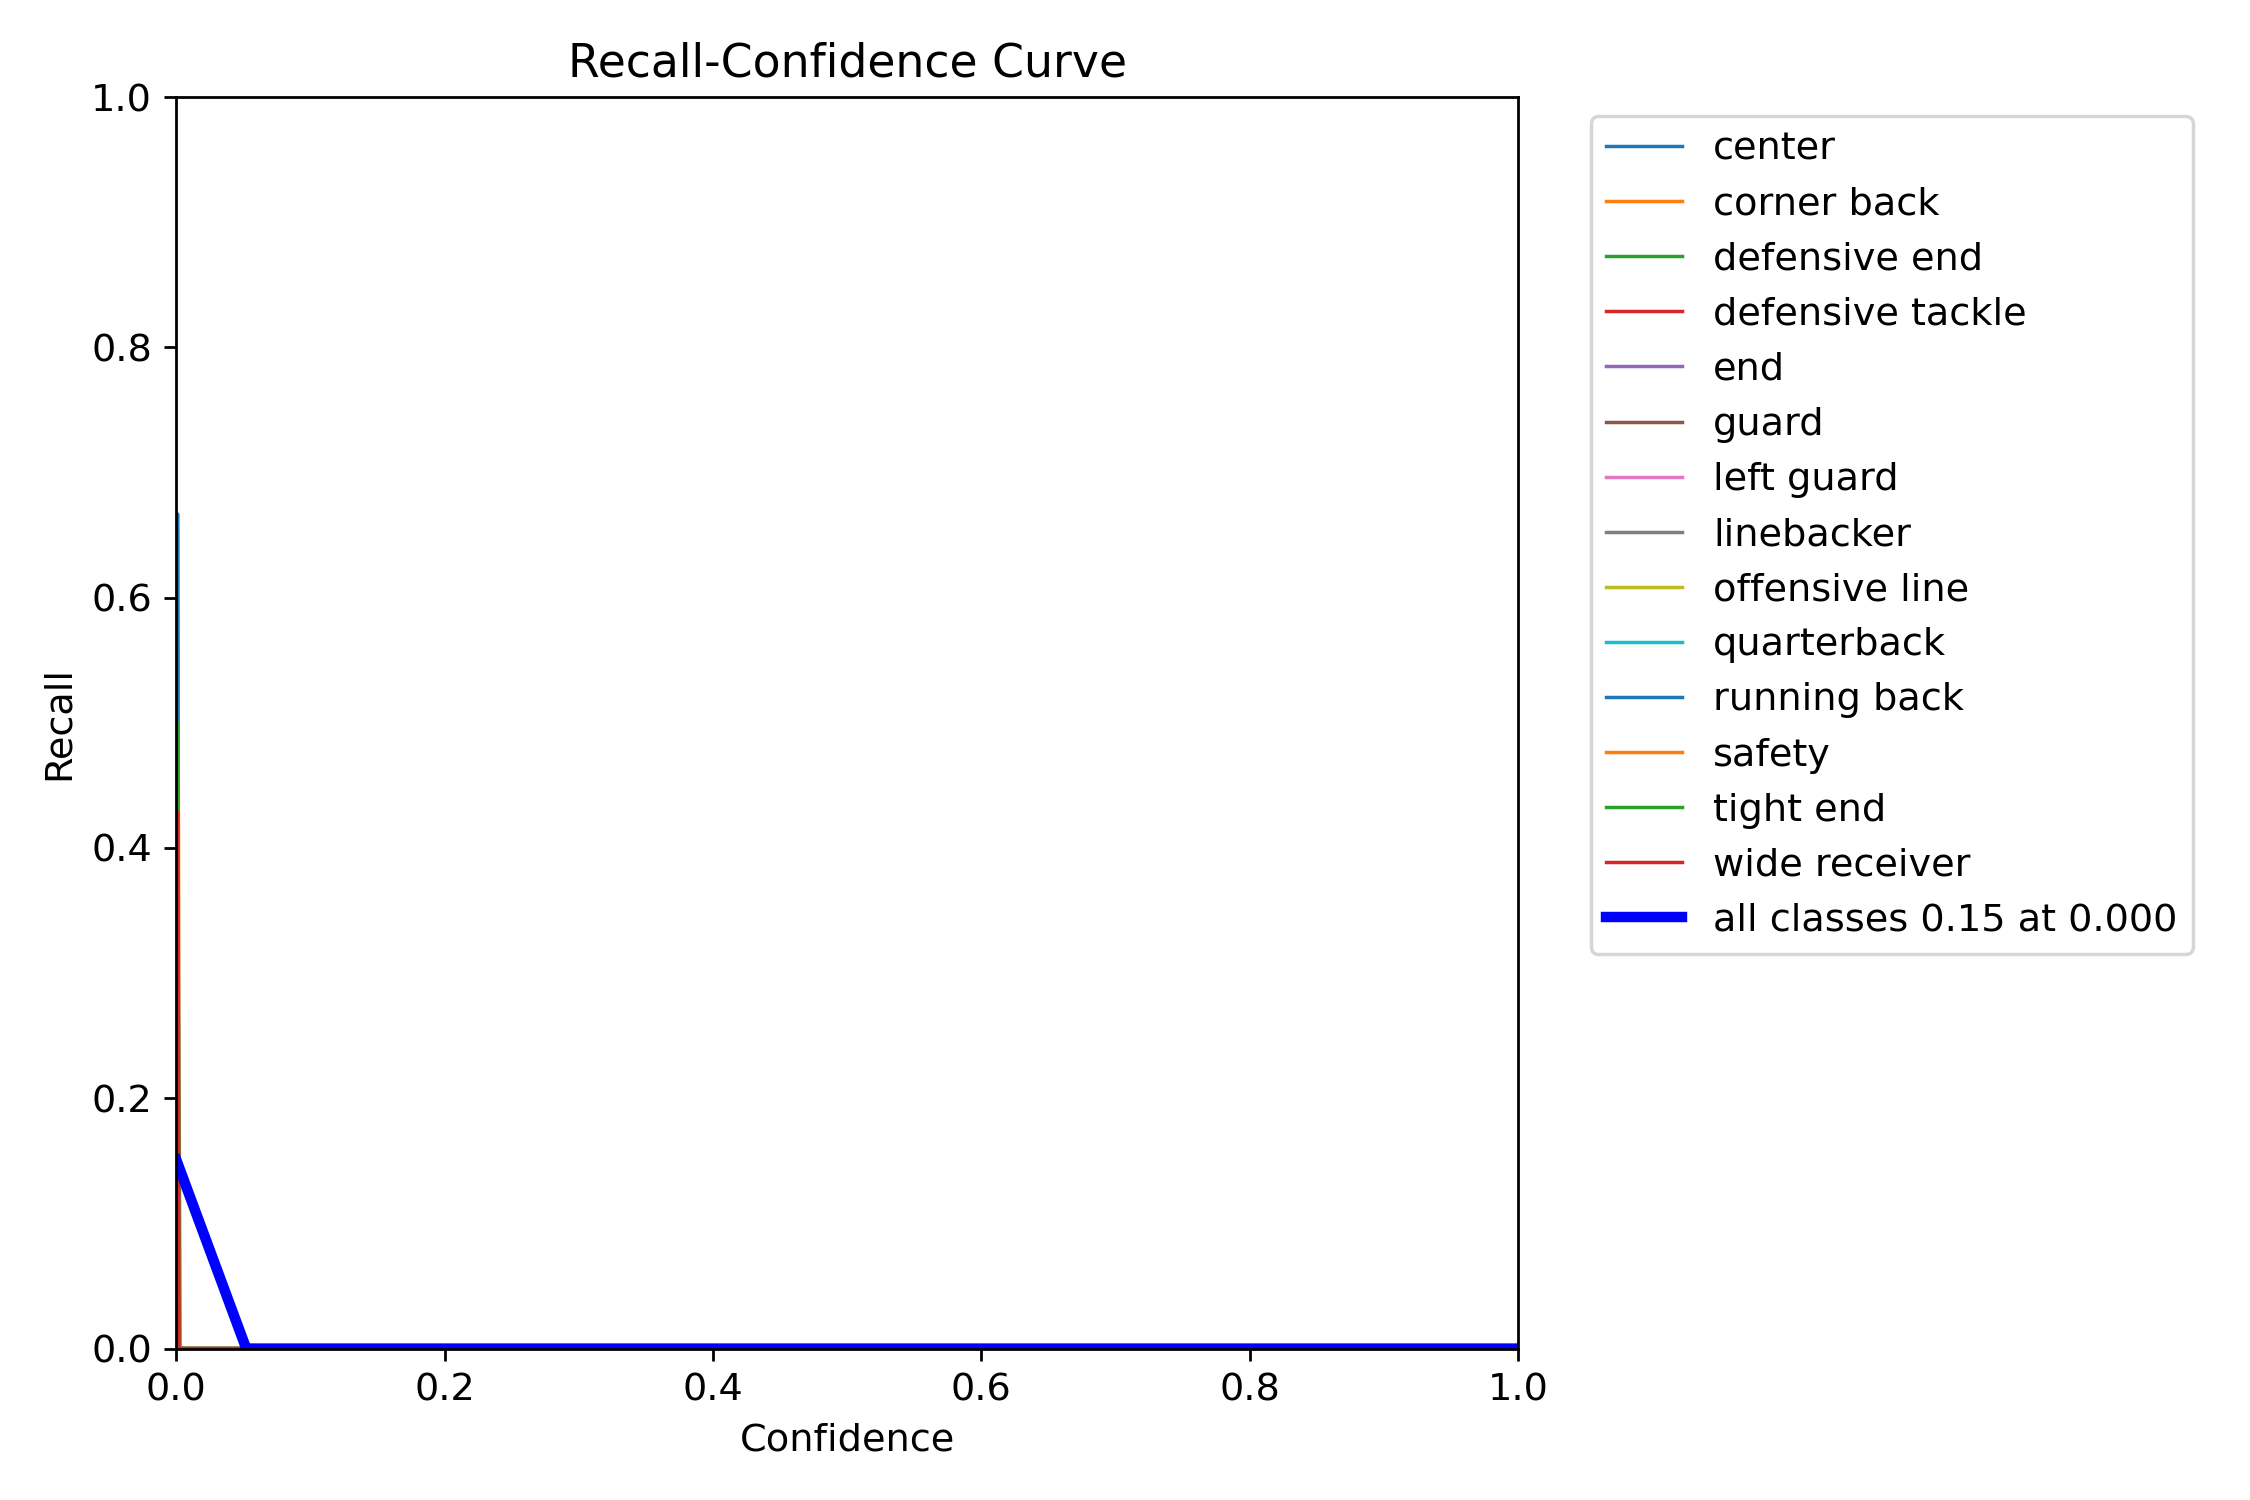 Recall-Confidence Curve
1.0
0.8
0.6
0.4
0.2
0.0
Recall
0.0 0.2 0.4 0.6 0.8 1.0
Confidence
center
corner back
defensive end
defensive tackle
end
guard
left guard
linebacker
offensive line
quarterback
running back
safety
tight end
wide receiver
all classes 0.15 at 0.000